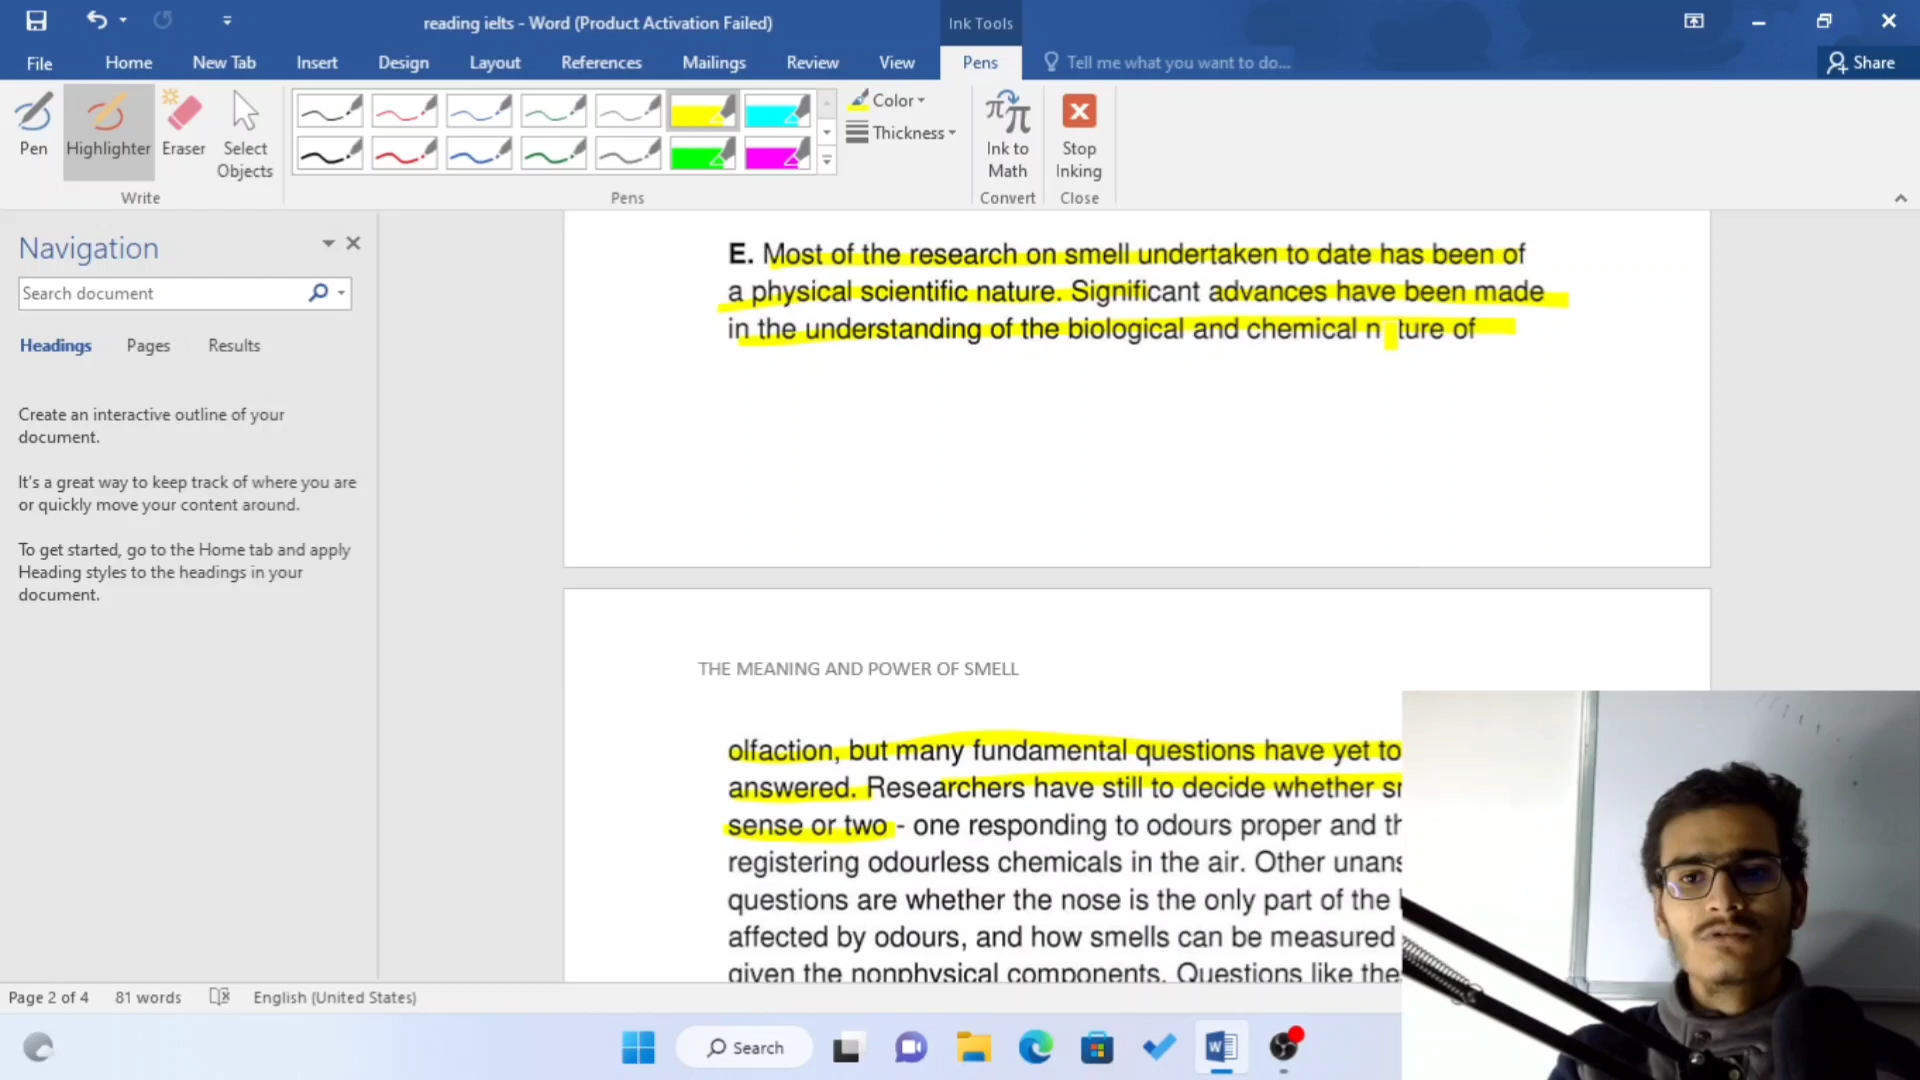 reading ielts - Word (Product Activation Failed)
Ink Tools
File
Home
New Tab
Insert
Design
Layout
References
Mailings
Review
View
Pens
Tell me what you want to do...
Share
Pen
Highlighter
Eraser
Select
Objects
Write
Pens
Color
Thickness
Ink to
Math
Convert
Stop
Inking
Close
Navigation
Search document
Headings
Pages
Results
Create an interactive outline of your
document.
It's a great way to keep track of where you are
or quickly move your content around.
To get started, go to the Home tab and apply
Heading styles to the headings in your
document.
E. Most of the research on smell undertaken to date has been of
a physical scientific nature. Significant advances have been made
in the understanding of the biological and chemical n ture of
THE MEANING AND POWER OF SMELL
olfaction, but many fundamental questions have yet to
answered. Researchers have still to decide whether
sense or two - one responding to odours proper and
registering odourless chemicals in the air. Other
questions are whether the nose is the only part of the
affected by odours, and how smells can be measured
given the nonphysical components. Questions like
Page 2 of 4
81 words
English (United States)
Search